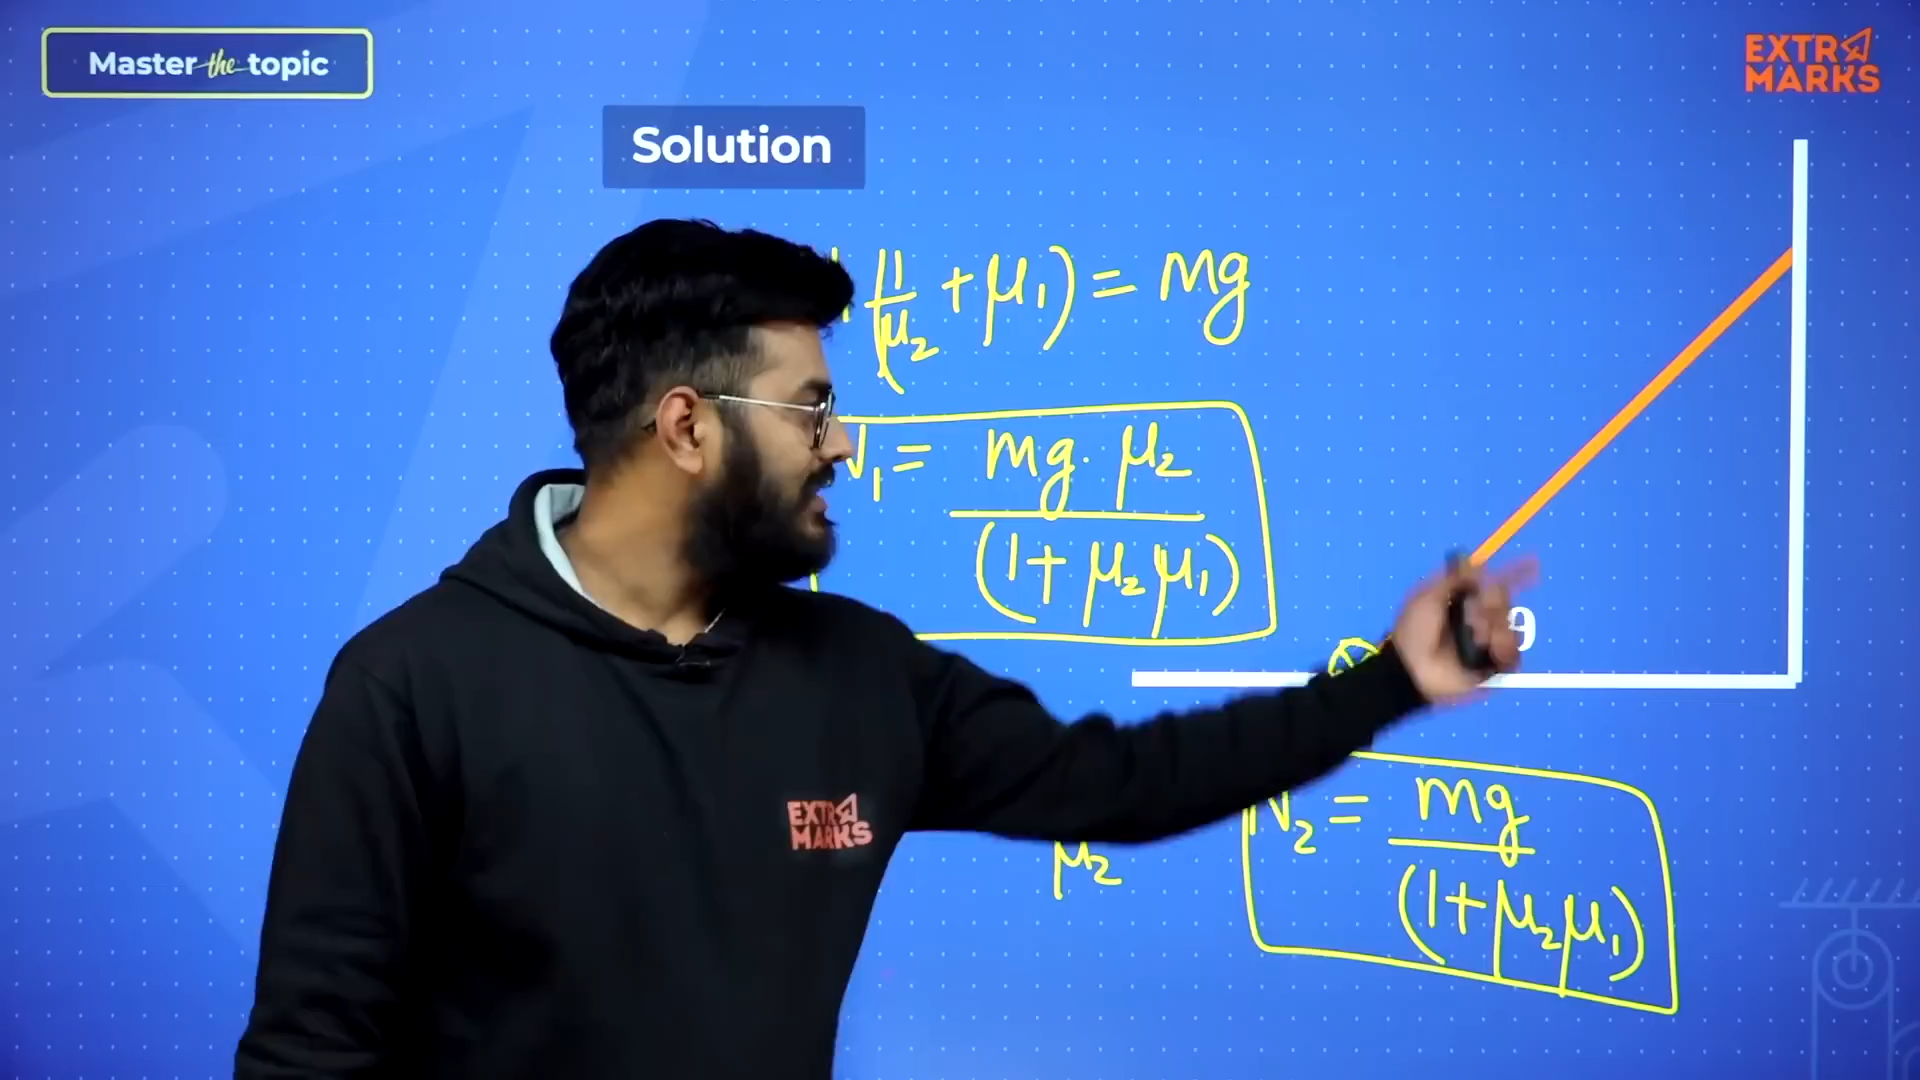 Master the topic
EXTRA
MARKS
Solution
1/μ₂ + μ₁) = mg
N₁ = mg. μ₂ / (1 + μ₂μ₁)
θ
μ₂
N₂ = mg / (1 + μ₂μ₁)
EXTRA
MARKS